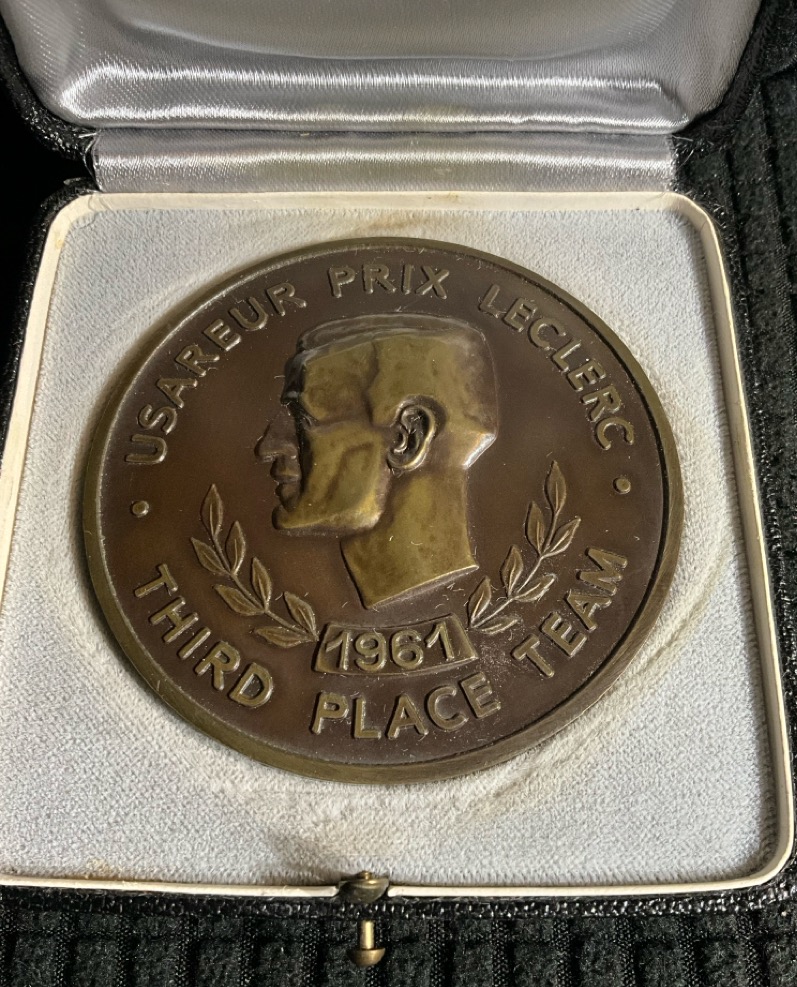 USAREUR PRIX LECLERC
1961
THIRD PLACE TEAM